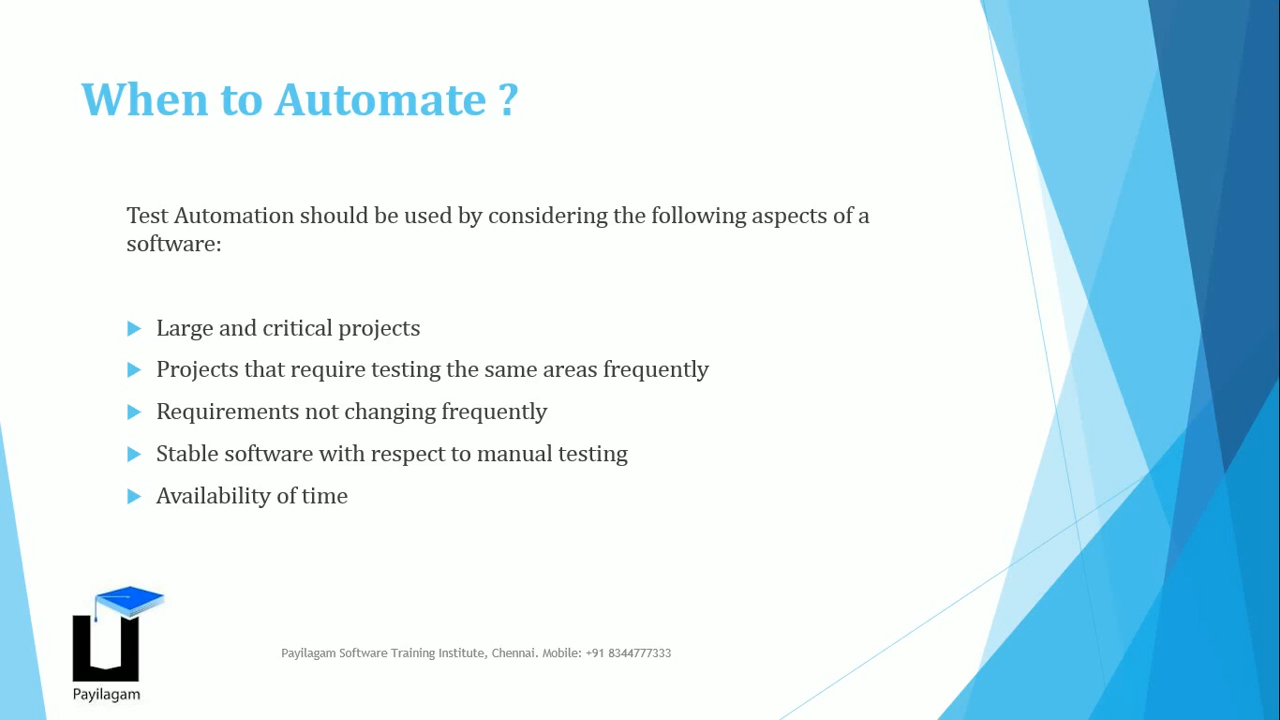 When to Automate ?
Test Automation should be used by considering the following aspects of a
software:
Large and critical projects
Projects that require testing the same areas frequently
Requirements not changing frequently
Stable software with respect to manual testing
Availability of time
Payilagam Software Training Institute, Chennai. Mobile: +91 8344777333
Payilagam